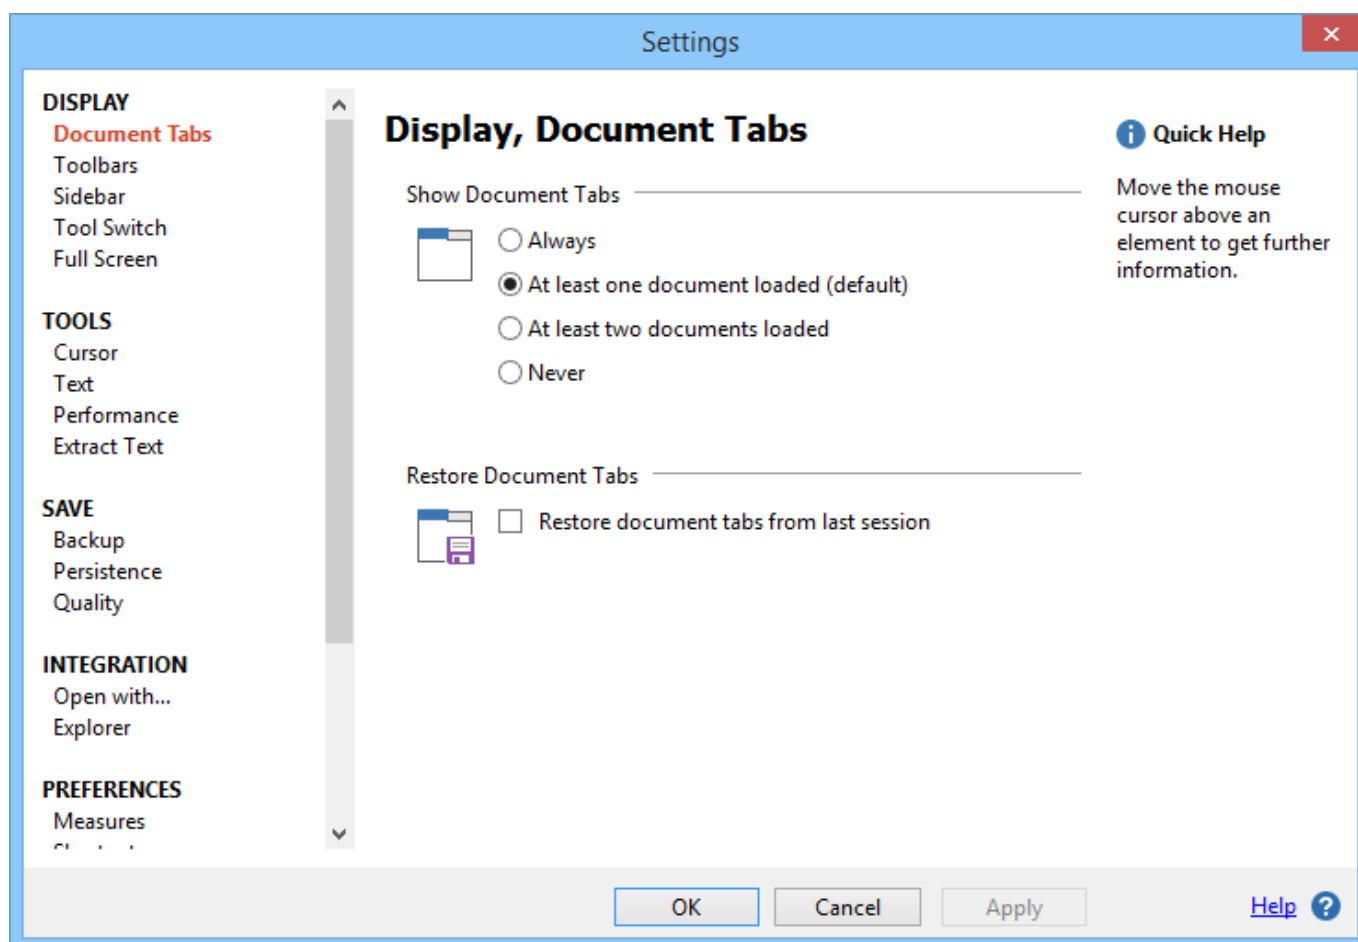 Settings
DISPLAY
Document Tabs
Toolbars
Sidebar
Tool Switch
Full Screen
TOOLS
Cursor
Text
Performance
Extract Text
SAVE
Backup
Persistence
Quality
INTEGRATION
Open with...
Explorer
PREFERENCES
Measures
Display, Document Tabs
Show Document Tabs
Always
At least one document loaded (default)
At least two documents loaded
Never
Restore Document Tabs
Restore document tabs from last session
Quick Help
Move the mouse
cursor above an
element to get further
information.
OK
Cancel
Apply
Help